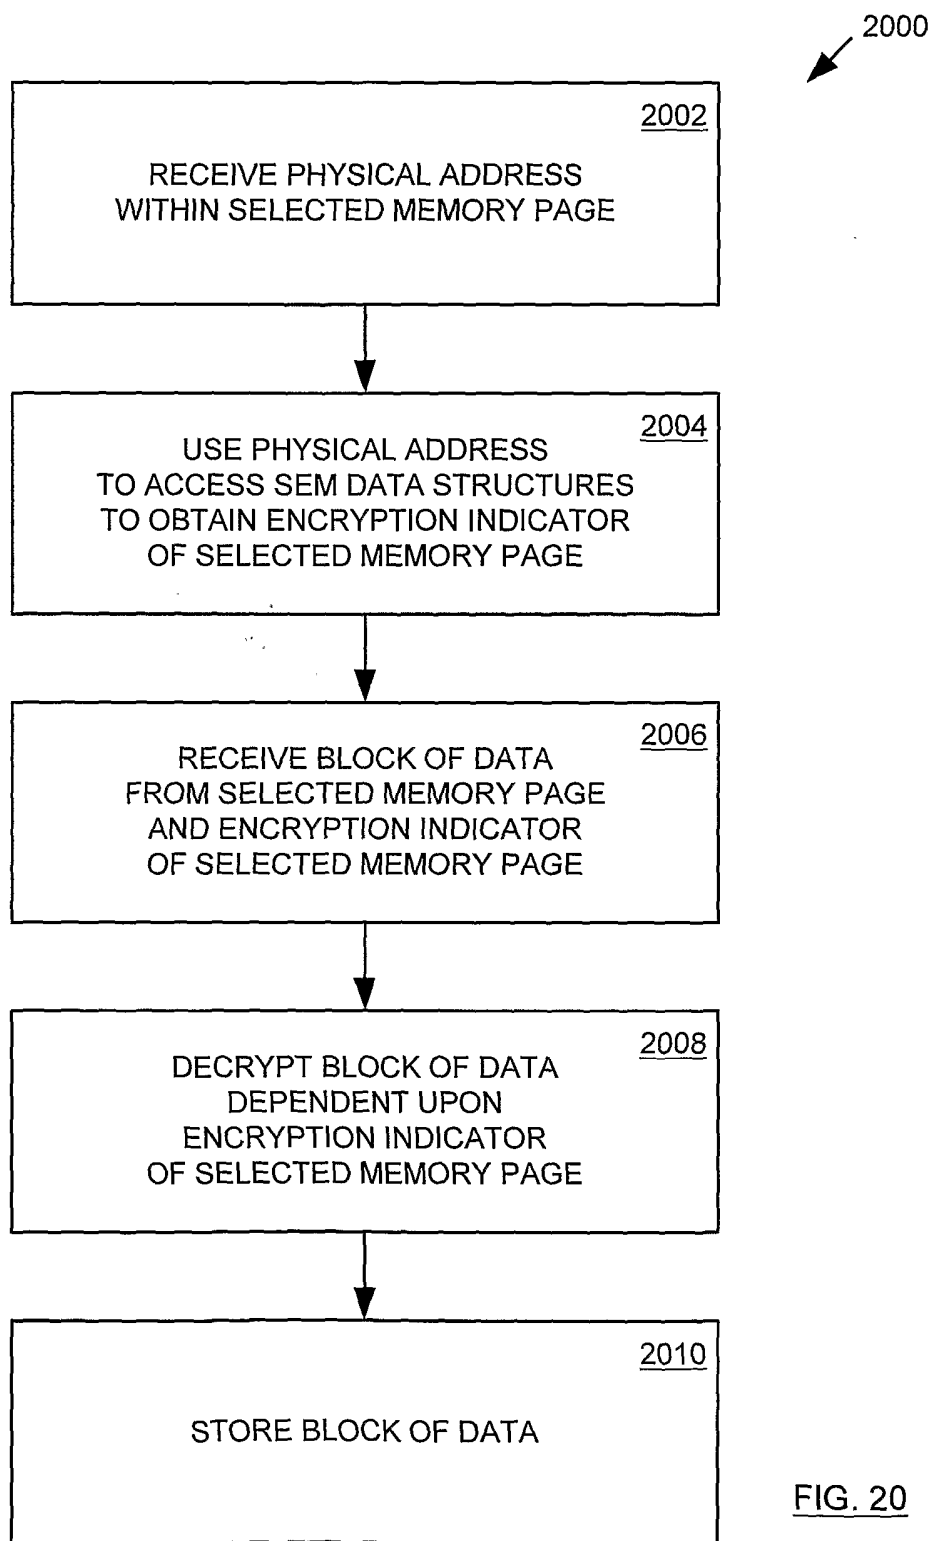 2000
2002
RECEIVE PHYSICAL ADDRESS
WITHIN SELECTED MEMORY PAGE
2004
USE PHYSICAL ADDRESS
TO ACCESS SEM DATA STRUCTURES
TO OBTAIN ENCRYPTION INDICATOR
OF SELECTED MEMORY PAGE
2006
RECEIVE BLOCK OF DATA
FROM SELECTED MEMORY PAGE
AND ENCRYPTION INDICATOR
OF SELECTED MEMORY PAGE
2008
DECRYPT BLOCK OF DATA
DEPENDENT UPON
ENCRYPTION INDICATOR
OF SELECTED MEMORY PAGE
2010
STORE BLOCK OF DATA
FIG. 20